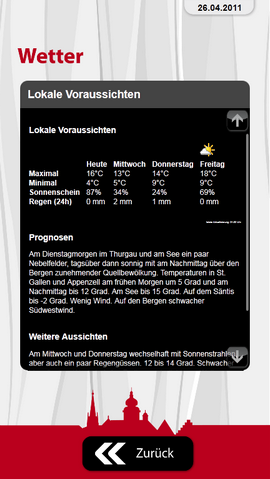 26.04.2011
Wetter
Lokale Voraussichten
Lokale Voraussichten
Heute Mittwoch Donnerstag Freitag
Maximal 16°C 13°C 14°C 18°C
Minimal 4°C 5°C 9°C 9°C
Sonnenschein 87% 34% 24% 69%
Regen (24h) 0 mm 2 mm 1 mm 0 mm
Prognosen
Am Dienstagmorgen im Thurgau und am See ein paar
Nebelfelder, tagsüber dann sonnig mit am Nachmittag über den
Bergen zunehmender Quellbewölkung. Temperaturen in St.
Gallen und Appenzell am frühen Morgen um 5 Grad und am
Nachmittag bis 12 Grad. Am See bis 15 Grad. Auf dem Säntis
bis -2 Grad. Wenig Wind. Auf den Bergen schwacher
Südwestwind.
Weitere Aussichten
Am Mittwoch und Donnerstag wechselhaft mit Sonnenstrahlen,
aber auch ein paar Regengüssen. 12 bis 14 Grad. Schwacher
Zurück